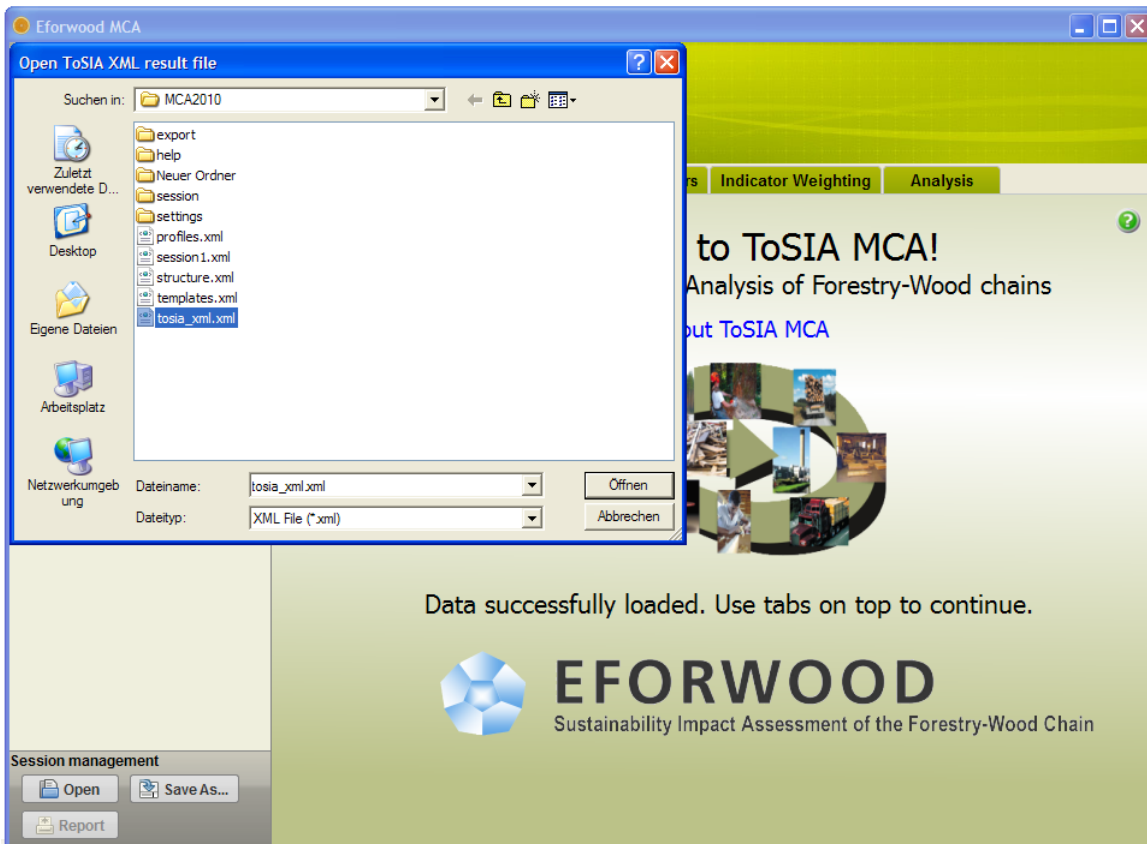 Eforwood MCA
Open ToSIA XML result file
Suchen in:
MCA2010
Zuletzt
verwendete D...
Desktop
Eigene Dateien
Arbeitsplatz
Netzwerkumgeb
ung
export
help
Neuer Ordner
session
settings
profiles.xml
session1.xml
structure.xml
templates.xml
tosia_xml.xml
Dateiname:
tosia_xml.xml
Öffnen
Dateityp:
XML File (*.xml)
Abbrechen
rs
Indicator Weighting
Analysis
to ToSIA MCA!
Analysis of Forestry-Wood chains
out ToSIA MCA
Data successfully loaded. Use tabs on top to continue.
EFORWOOD
Sustainability Impact Assessment of the Forestry-Wood Chain
Session management
Open
Save As...
Report